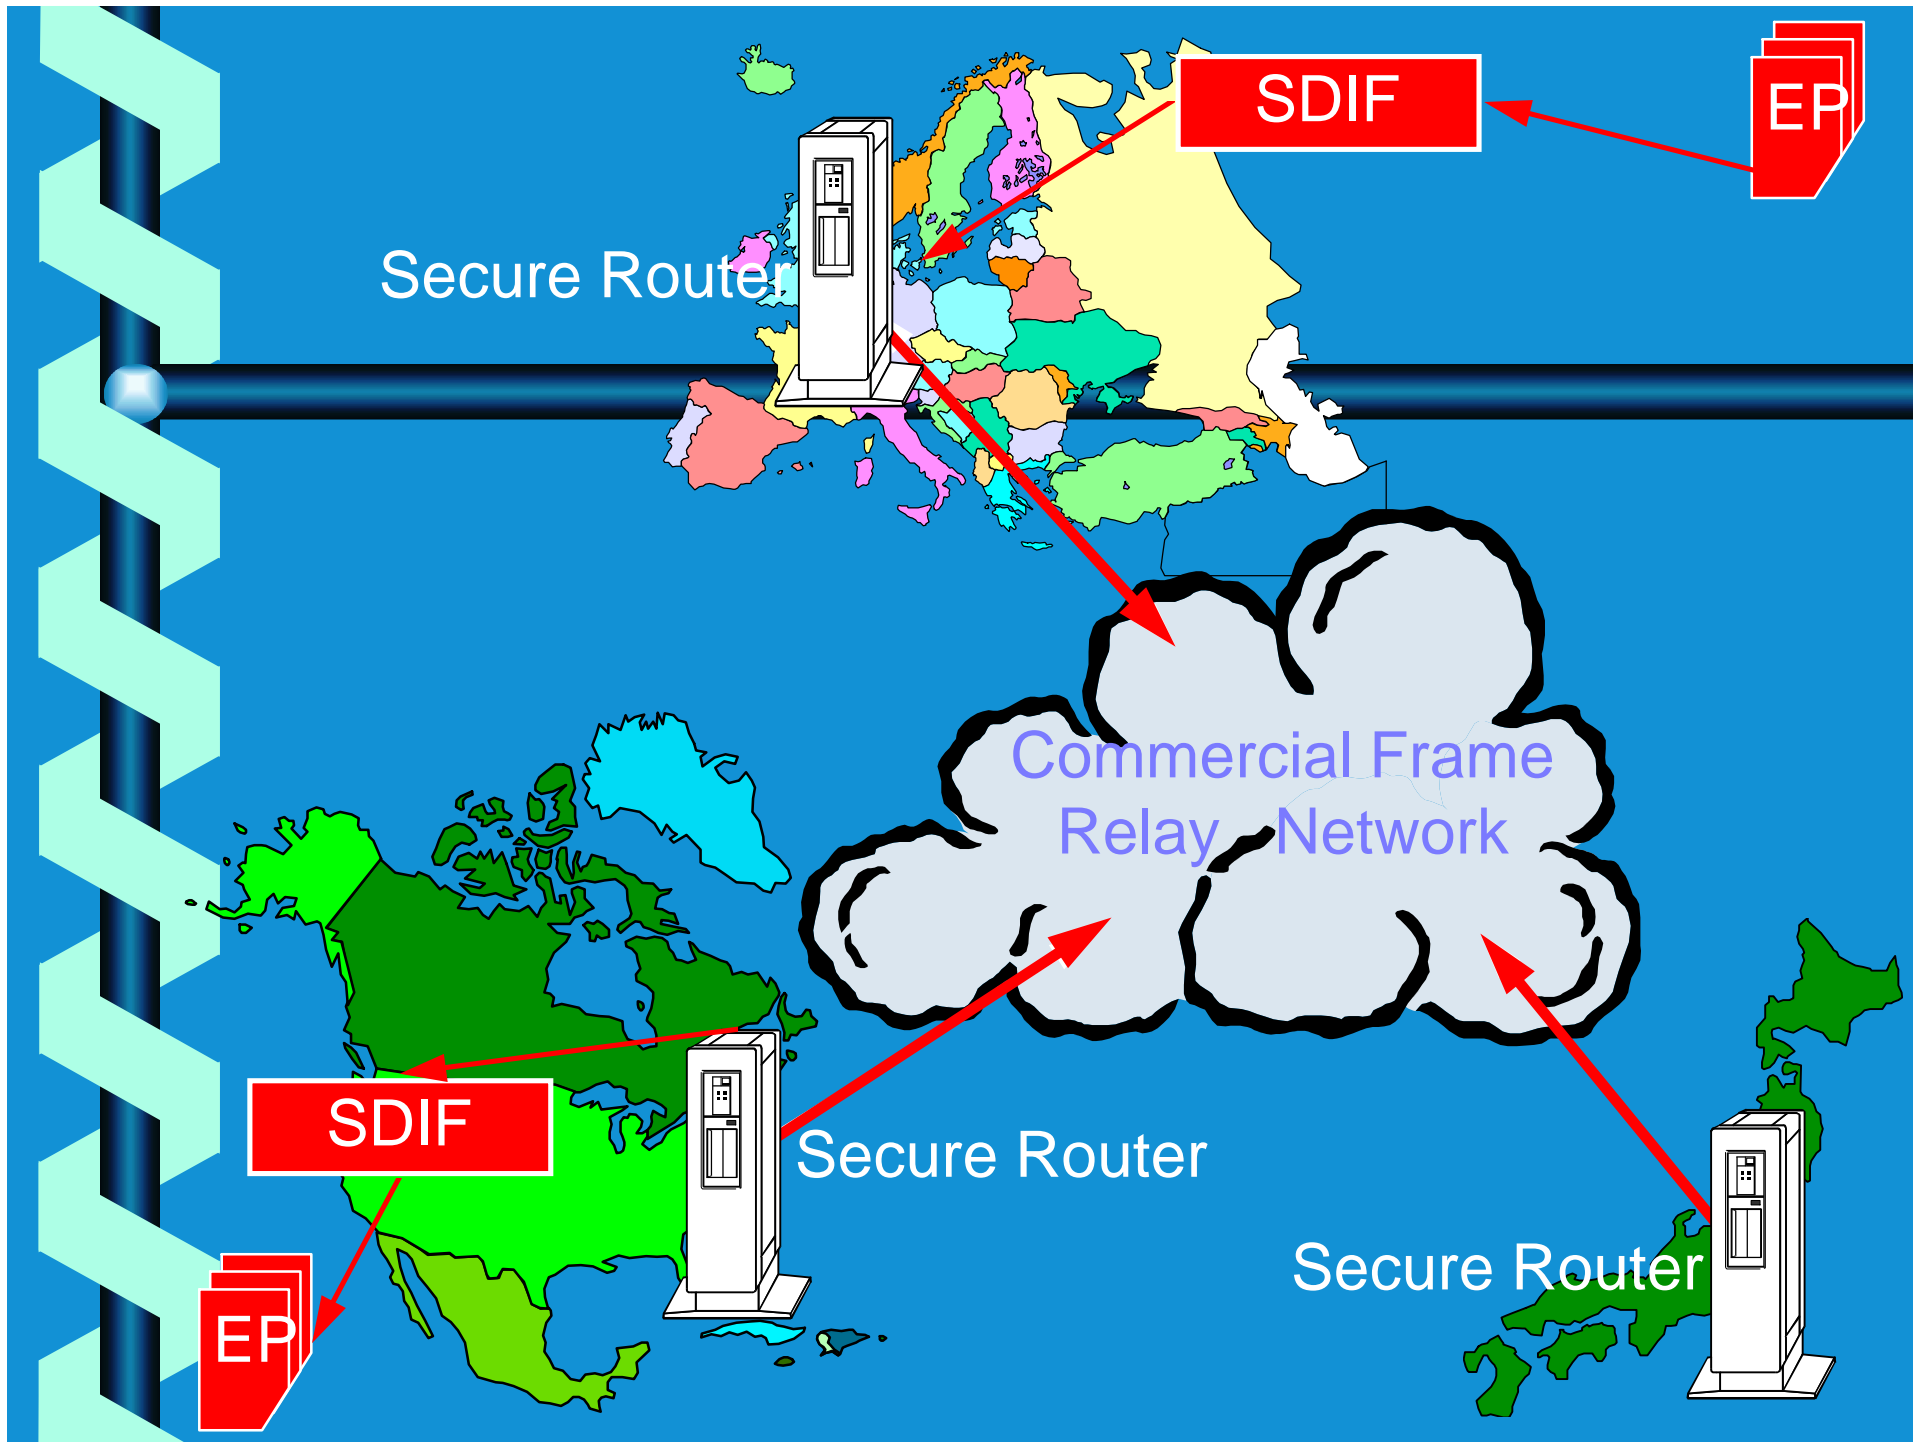 SDIF
EP
Secure Router
Commercial Frame
Relay Network
SDIF
Secure Router
Secure Router
EP